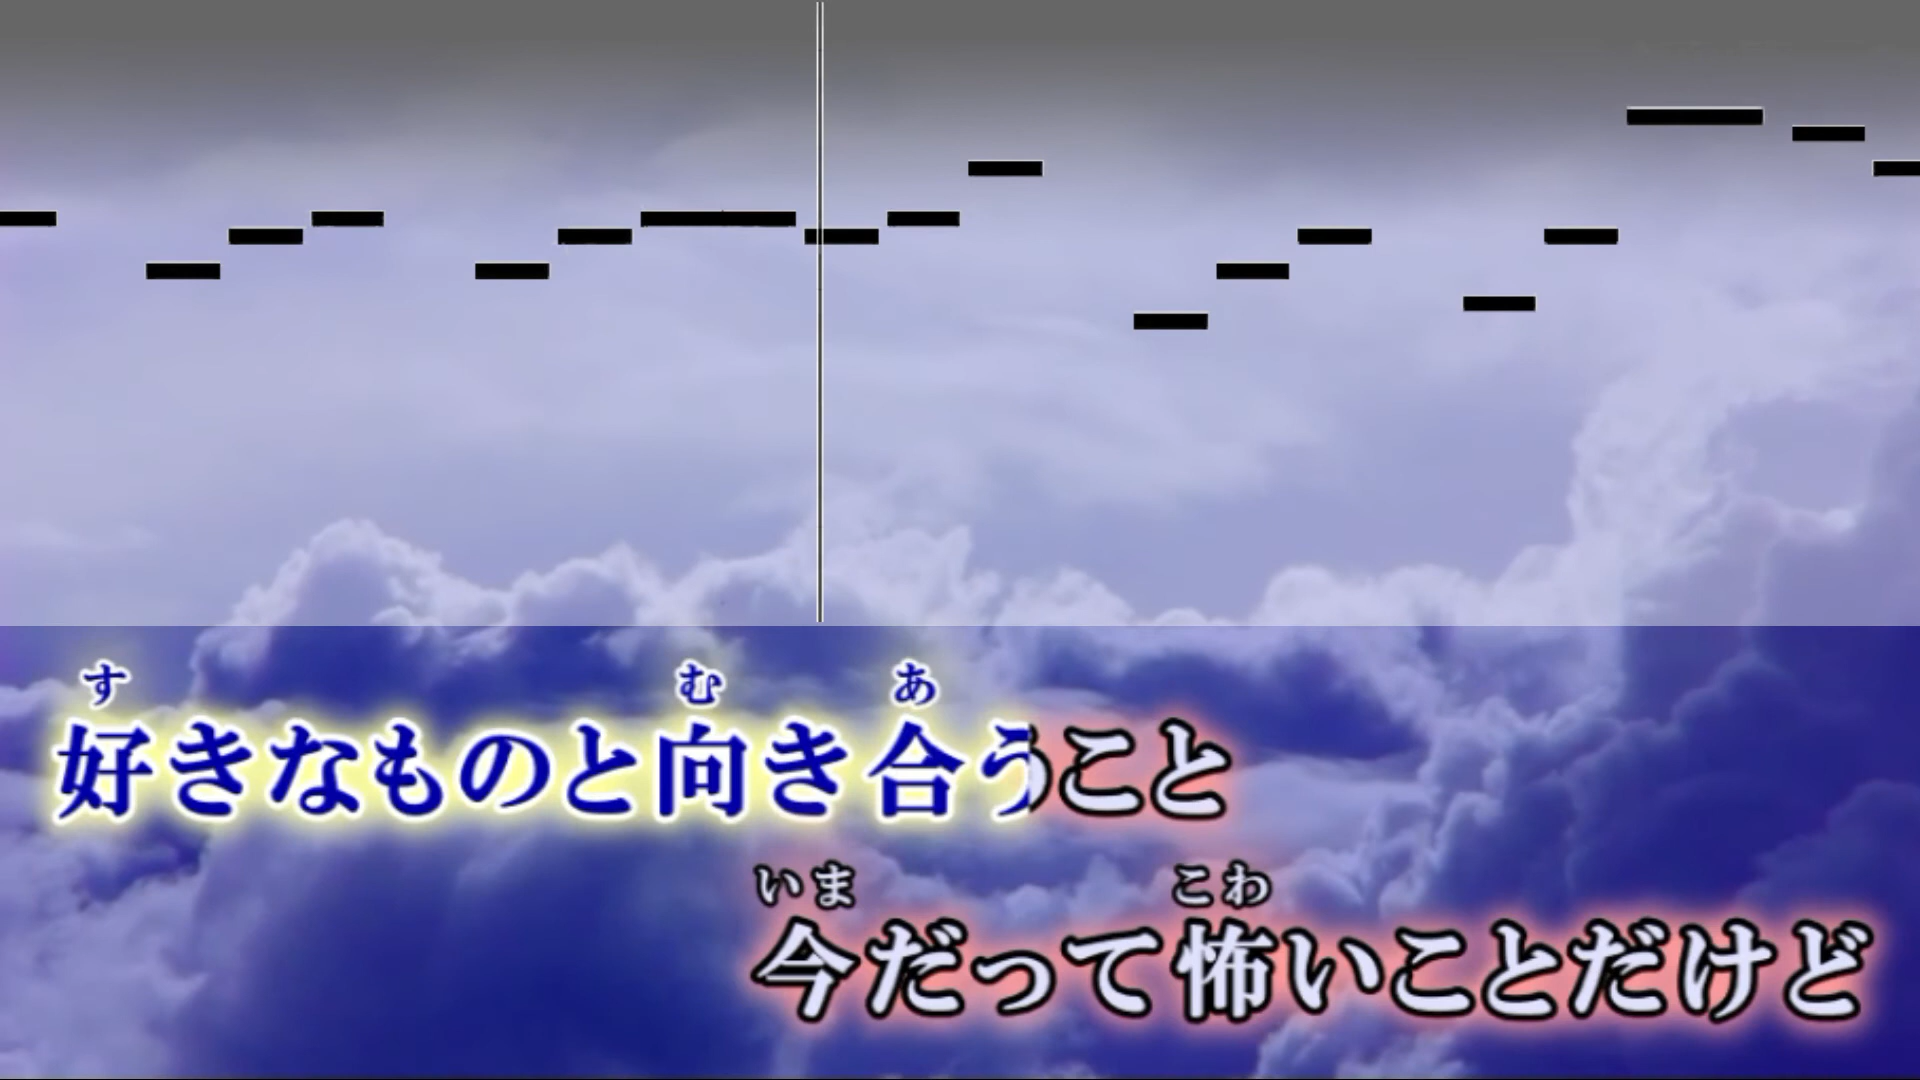 す む あ
好きなものと向き合うこと
いま こわ
今だって怖いことだけど